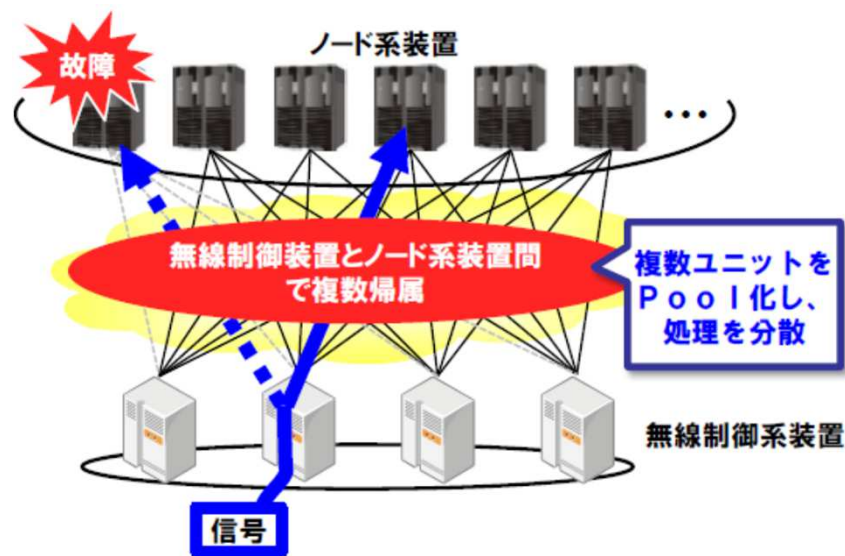 ノード系装置
故障
・・・
無線制御装置とノード系装置間
で複数帰属
複数ユニットを
Ｐｏｏｌ化し、
処理を分散
無線制御系装置
信号